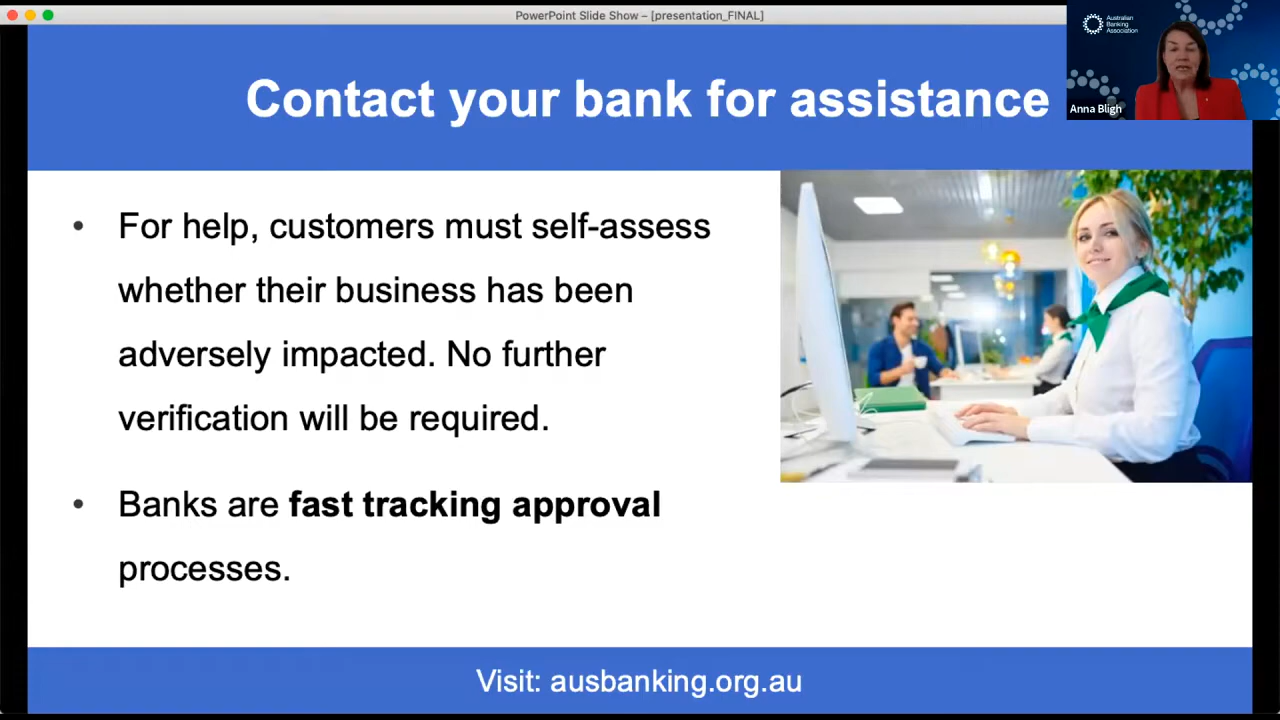 PowerPoint Slide Show – [presentation_FINAL]
Australian
Banking
Association
Anna Bligh
Contact your bank for assistance
• For help, customers must self-assess
whether their business has been
adversely impacted. No further
verification will be required.
• Banks are fast tracking approval
processes.
Visit: ausbanking.org.au